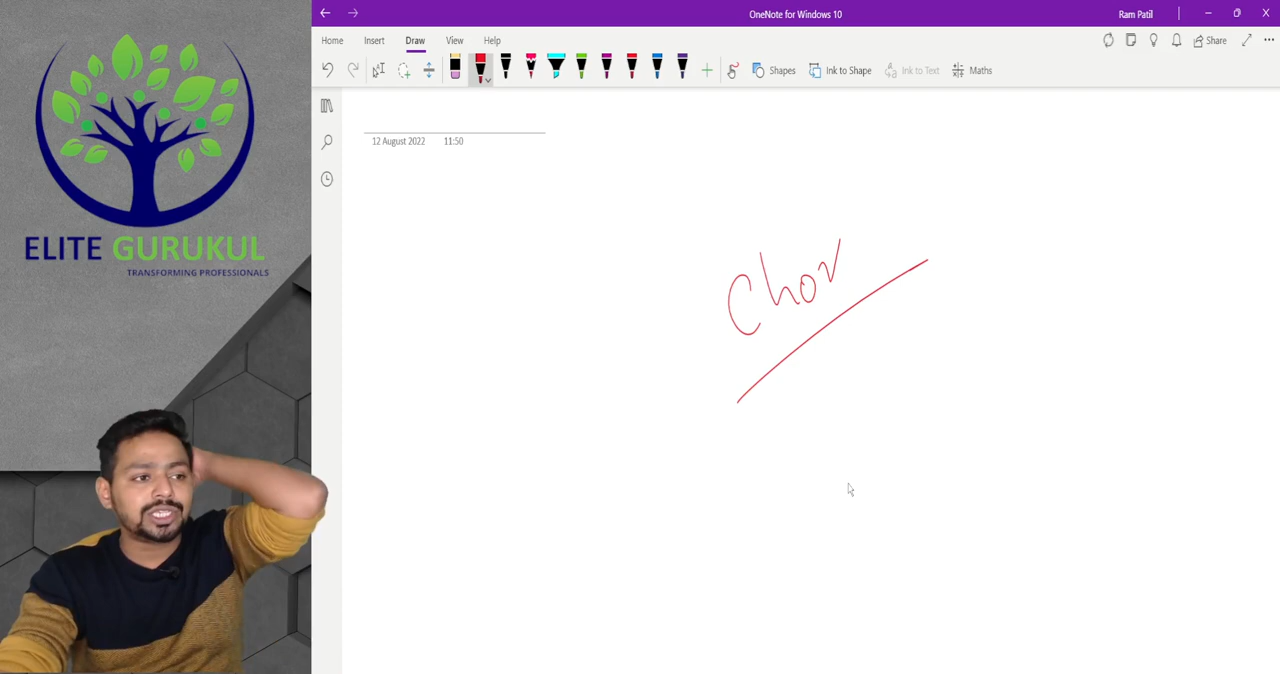 OneNote for Windows 10
Ram Patil
Home Insert Draw View Help
Share
Shapes
Ink to Shape
Ink to Text
Maths
12 August 2022 11:50
ELITE GURUKUL
TRANSFORMING PROFESSIONALS
Chor